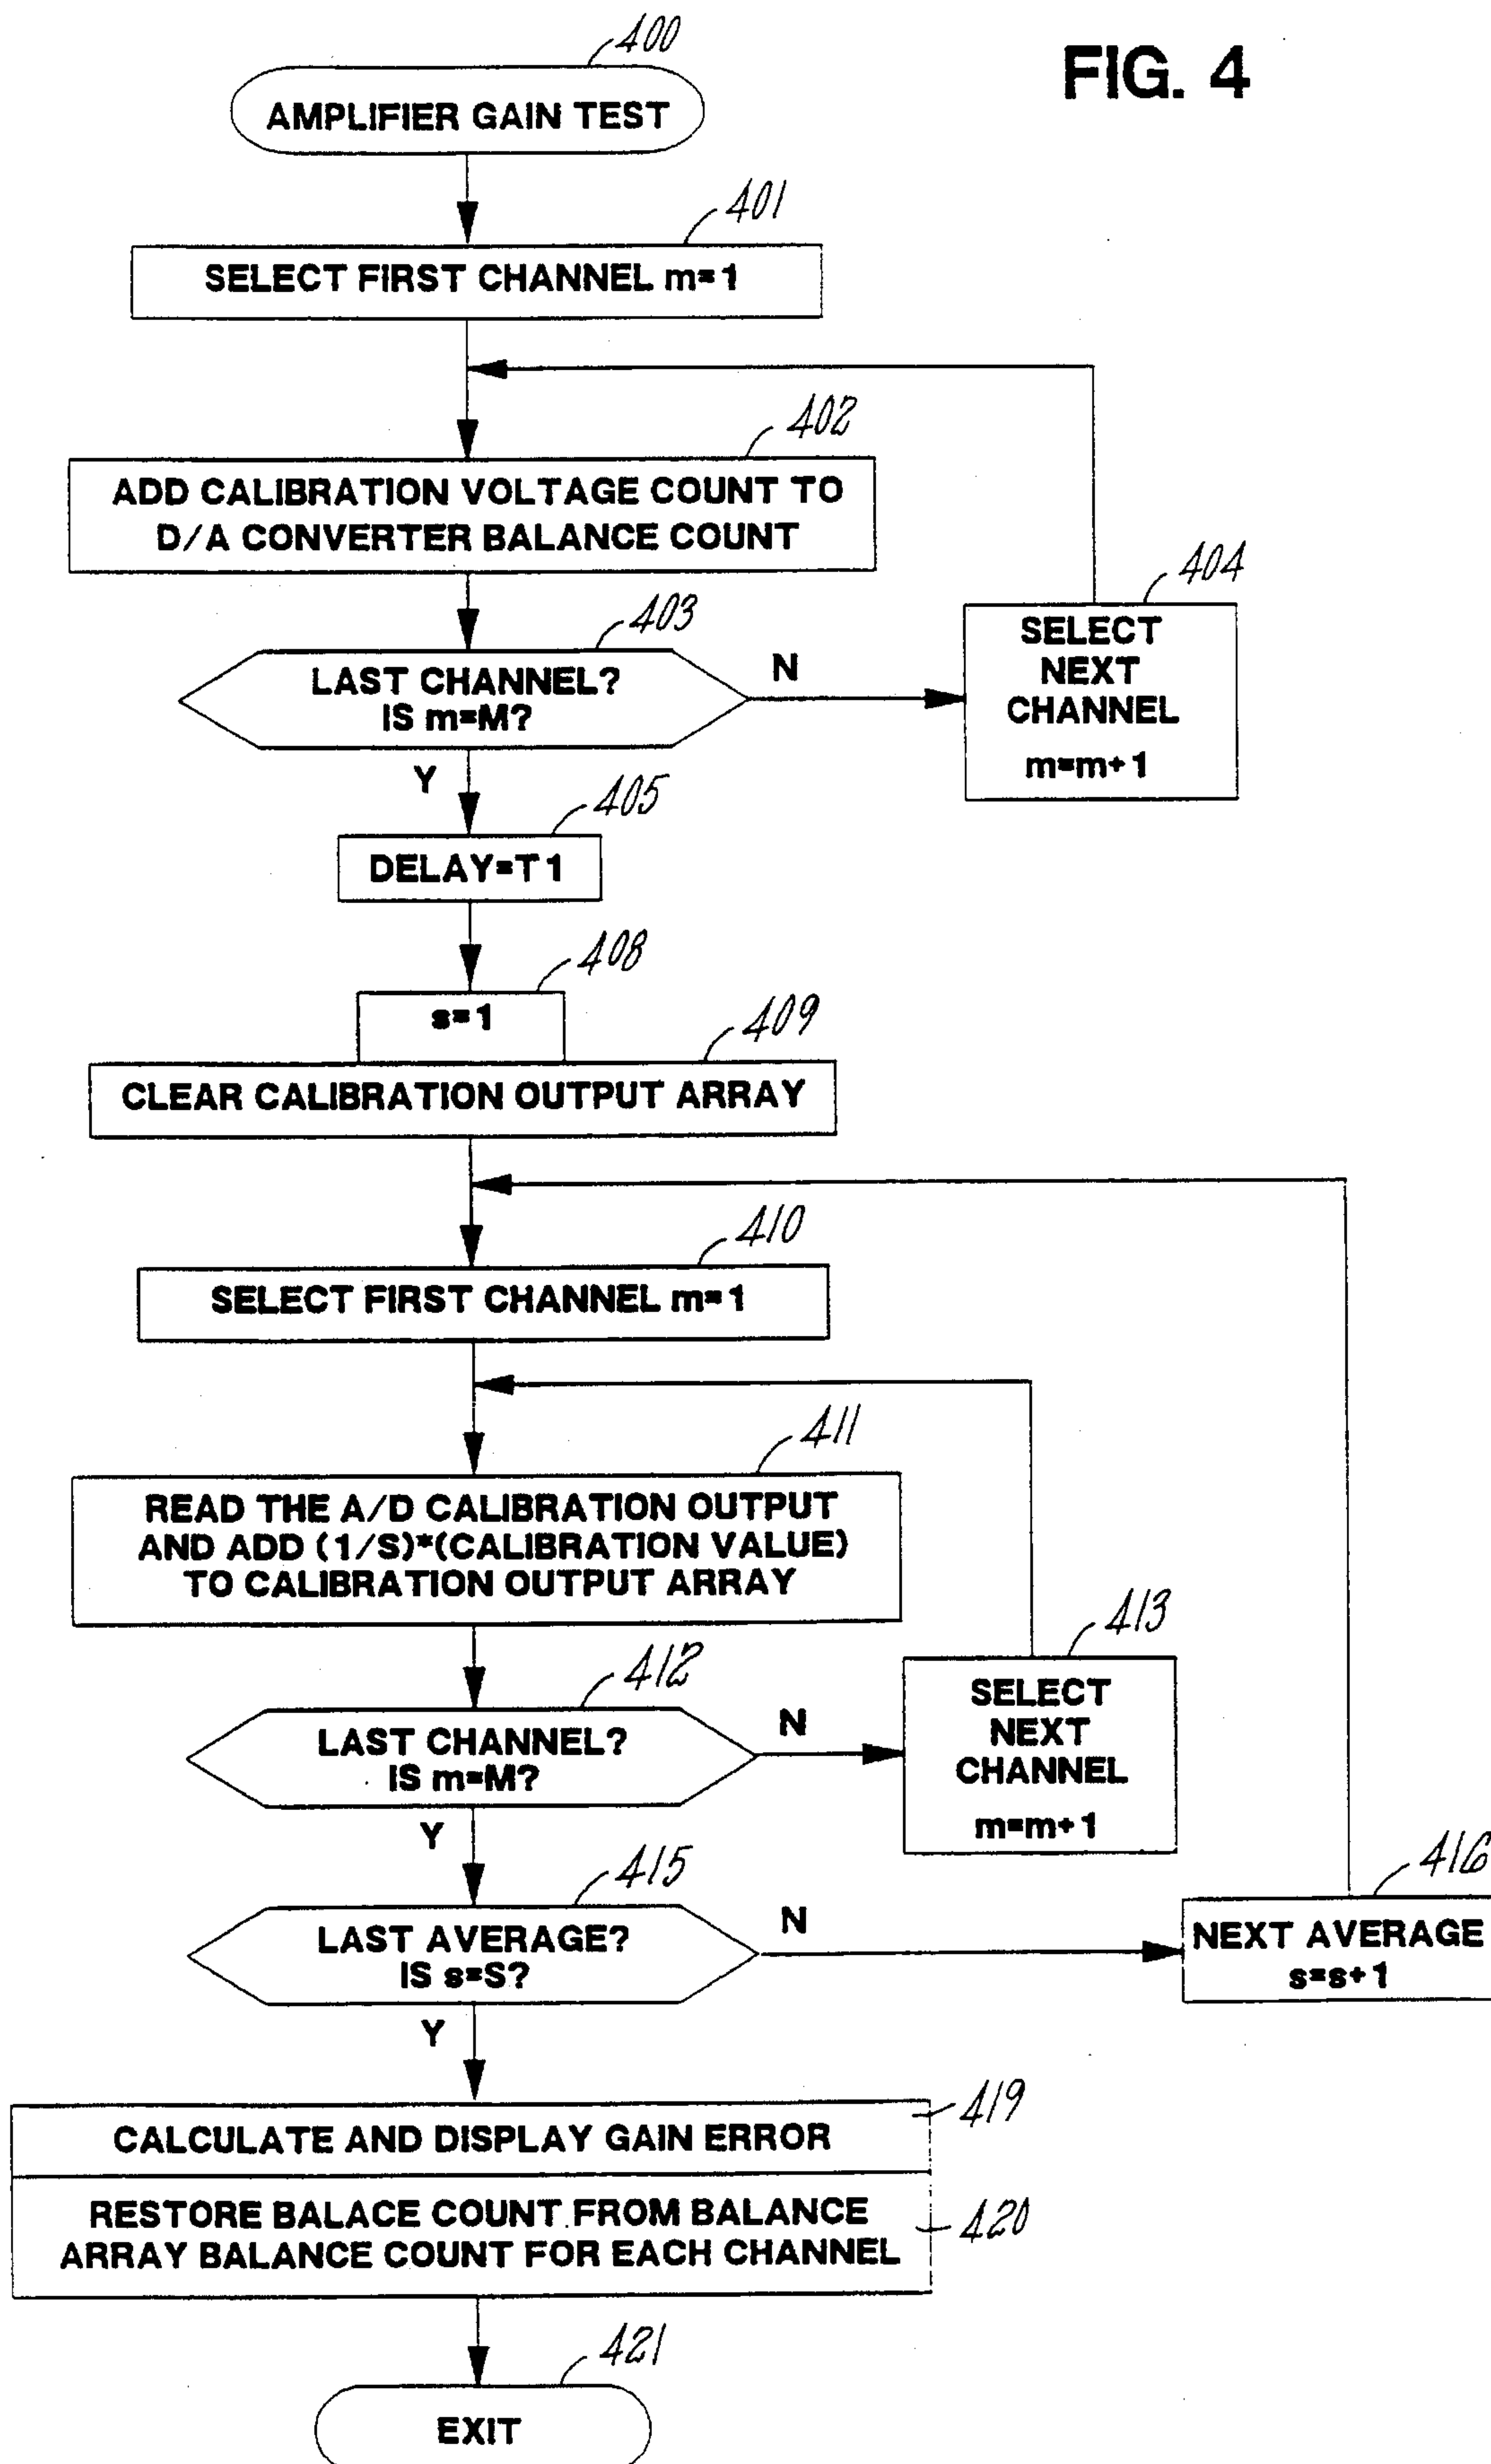 FIG. 4
400
AMPLIFIER GAIN TEST
401
SELECT FIRST CHANNEL m=1
402
ADD CALIBRATION VOLTAGE COUNT TO
D/A CONVERTER BALANCE COUNT
403
LAST CHANNEL?
IS m=M?
N
404
SELECT
NEXT
CHANNEL
m=m+1
Y
405
DELAY=T1
408
s=1
409
CLEAR CALIBRATION OUTPUT ARRAY
410
SELECT FIRST CHANNEL m=1
411
READ THE A/D CALIBRATION OUTPUT
AND ADD (1/S)*(CALIBRATION VALUE)
TO CALIBRATION OUTPUT ARRAY
412
LAST CHANNEL?
IS m=M?
N
413
SELECT
NEXT
CHANNEL
m=m+1
Y
415
LAST AVERAGE?
IS s=S?
N
416
NEXT AVERAGE
s=s+1
Y
419
CALCULATE AND DISPLAY GAIN ERROR
RESTORE BALACE COUNT FROM BALANCE
ARRAY BALANCE COUNT FOR EACH CHANNEL
420
421
EXIT